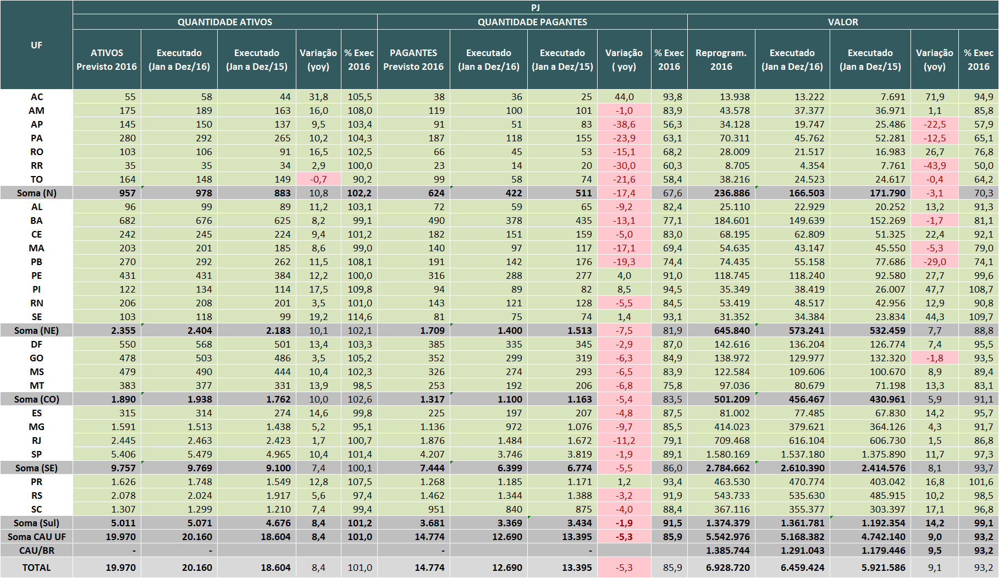 PJ
UF QUANTIDADE ATIVOS QUANTIDADE PAGANTES VALOR
ATIVOS Previsto 2016 Executado (Jan a Dez/16) Executado (Jan a Dez/15) Variação (yoy) % Exec 2016 PAGANTES Previsto 2016 Executado (Jan a Dez/16) Executado (Jan a Dez/15) Variação ( yoy) % Exec 2016 Reprogram. 2016 Executado (Jan a Dez/16) Executado (Jan a Dez/15) Variação (yoy) % Exec 2016
AC 55 58 44 31,8 105,5 38 36 25 44,0 93,8 13.938 13.222 7.691 71,9 94,9
AM 175 189 163 16,0 108,0 119 100 101 -1,0 83,9 43.578 37.377 36.971 1,1 85,8
AP 145 150 137 9,5 103,4 91 51 83 -38,6 56,3 34.128 19.747 25.486 -22,5 57,9
PA 280 292 265 10,2 104,3 187 118 155 -23,9 63,1 70.311 45.762 52.281 -12,5 65,1
RO 103 106 91 16,5 102,5 66 45 53 -15,1 68,2 28.009 21.517 16.983 26,7 76,8
RR 35 35 34 2,9 100,0 23 14 20 -30,0 60,3 8.705 4.354 7.761 -43,9 50,0
TO 164 148 149 -0,7 90,2 99 58 74 -21,6 58,4 38.216 24.523 24.617 -0,4 64,2
Soma (N) 957 978 883 10,8 102,2 624 422 511 -17,4 67,6 236.886 166.503 171.790 -3,1 70,3
AL 96 99 89 11,2 103,1 72 59 65 -9,2 82,4 25.110 22.929 20.252 13,2 91,3
BA 682 676 625 8,2 99,1 490 378 435 -13,1 77,1 184.601 149.639 152.269 -1,7 81,1
CE 242 245 224 9,4 101,2 182 151 159 -5,0 83,0 68.195 62.809 51.325 22,4 92,1
MA 203 201 185 8,6 99,0 140 97 117 -17,1 69,4 54.635 43.147 45.550 -5,3 79,0
PB 270 292 262 11,5 108,1 191 142 176 -19,3 74,4 74.435 55.158 77.686 -29,0 74,1
PE 431 431 384 12,2 100,0 316 288 277 4,0 91,0 118.745 118.240 92.580 27,7 99,6
PI 122 134 114 17,5 109,8 94 89 82 8,5 94,5 35.349 38.419 26.007 47,7 108,7
RN 206 208 201 3,5 101,0 143 121 128 -5,5 84,5 53.419 48.517 42.956 12,9 90,8
SE 103 118 99 19,2 114,6 81 75 74 1,4 93,1 31.352 34.384 23.834 44,3 109,7
Soma (NE) 2.355 2.404 2.183 10,1 102,1 1.709 1.400 1.513 -7,5 81,9 645.840 573.241 532.459 7,7 88,8
DF 550 568 501 13,4 103,3 385 335 345 -2,9 87,0 142.616 136.204 126.774 7,4 95,5
GO 478 503 486 3,5 105,2 352 299 319 -6,3 84,9 138.972 129.977 132.320 -1,8 93,5
MS 479 490 444 10,4 102,3 326 274 293 -6,5 83,9 122.584 109.606 100.670 8,9 89,4
MT 383 377 331 13,9 98,5 253 192 206 -6,8 75,8 97.036 80.679 71.198 13,3 83,1
Soma (CO) 1.890 1.938 1.762 10,0 102,6 1.317 1.100 1.163 -5,4 83,5 501.209 456.467 430.961 5,9 91,1
ES 315 314 274 14,6 99,8 225 197 207 -4,8 87,5 81.002 77.485 67.830 14,2 95,7
MG 1.591 1.513 1.438 5,2 95,1 1.136 972 1.076 -9,7 85,5 414.023 379.621 364.126 4,3 91,7
RJ 2.445 2.463 2.423 1,7 100,7 1.876 1.484 1.672 -11,2 79,1 709.468 616.104 606.730 1,5 86,8
SP 5.406 5.479 4.965 10,4 101,4 4.207 3.746 3.819 -1,9 89,1 1.580.169 1.537.180 1.375.890 11,7 97,3
Soma (SE) 9.757 9.769 9.100 7,4 100,1 7.444 6.399 6.774 -5,5 86,0 2.784.662 2.610.390 2.414.576 8,1 93,7
PR 1.626 1.748 1.549 12,8 107,5 1.268 1.185 1.171 1,2 93,4 463.530 470.774 403.042 16,8 101,6
RS 2.078 2.024 1.917 5,6 97,4 1.462 1.344 1.388 -3,2 91,9 543.733 535.630 485.915 10,2 98,5
SC 1.307 1.299 1.210 7,4 99,4 951 840 875 -4,0 88,4 367.116 355.377 303.397 17,1 96,8
Soma (Sul) 5.011 5.071 4.676 8,4 101,2 3.681 3.369 3.434 -1,9 91,5 1.374.379 1.361.781 1.192.354 14,2 99,1
Soma CAU UF 19.970 20.160 18.604 8,4 101,0 14.774 12.690 13.395 -5,3 85,9 5.542.976 5.168.382 4.742.140 9,0 93,2
CAU/BR - - - - 1.385.744 1.291.043 1.179.446 9,5 93,2
TOTAL 19.970 20.160 18.604 8,4 101,0 14.774 12.690 13.395 -5,3 85,9 6.928.720 6.459.424 5.921.586 9,1 93,2